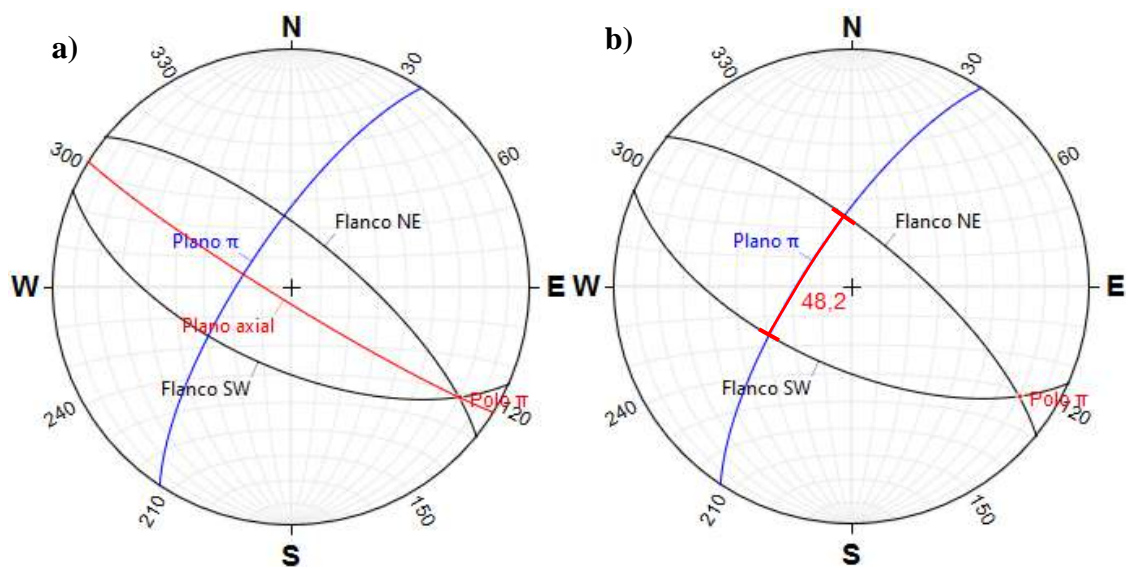 a)
N
330
30
300
60
Flanco NE
Plano π
W
E
Plano axial
Flanco SW
Polo π
120
240
210
150
S
b)
N
330
30
300
60
Flanco NE
Plano π
W
E
48,2
Flanco SW
Polo π
120
240
210
150
S